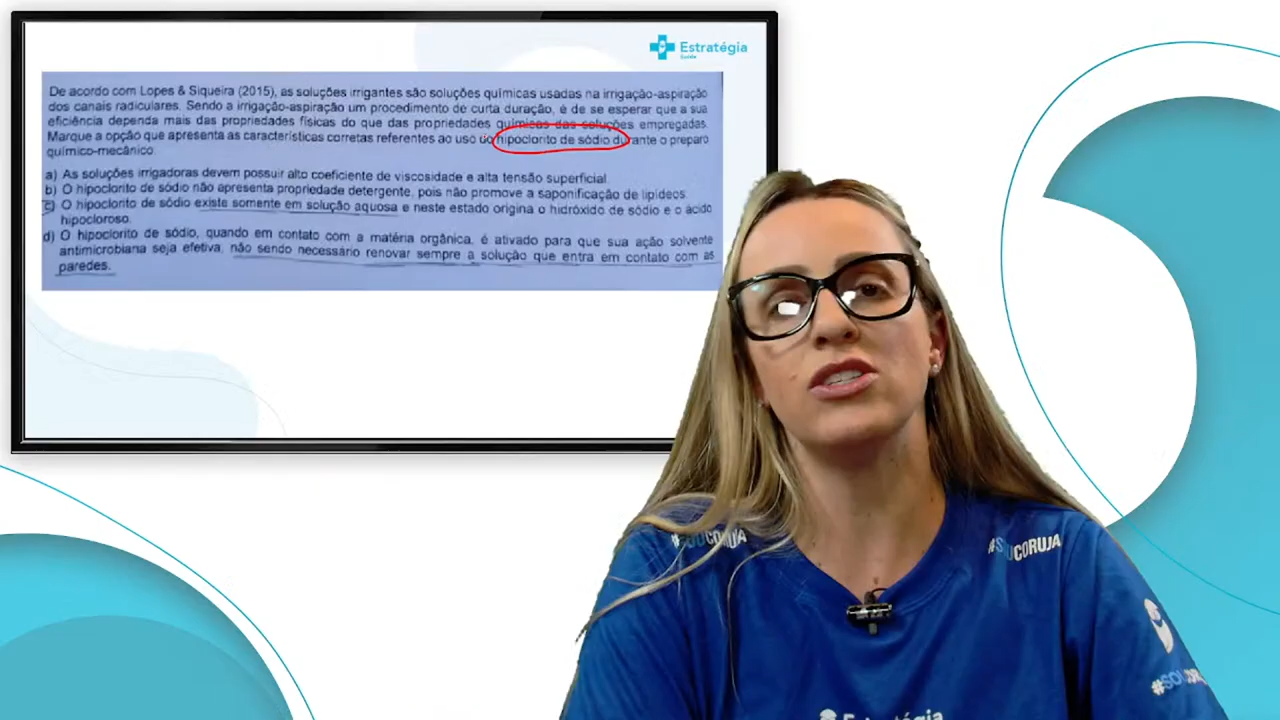 Estratégia
Saúde
De acordo com Lopes & Siqueira (2015), as soluções irrigantes são soluções químicas usadas na irrigação-aspiração
dos canais radiculares. Sendo a irrigação-aspiração um procedimento de curta duração, é de se esperar que a sua
eficiência dependa mais das propriedades físicas do que das propriedades químicas das soluções empregadas.
Marque a opção que apresenta as características corretas referentes ao uso do hipoclorito de sódio durante o preparo
químico-mecânico.
a) As soluções irrigadoras devem possuir alto coeficiente de viscosidade e alta tensão superficial.
b) O hipoclorito de sódio não apresenta propriedade detergente, pois não promove a saponificação de lipídeos.
c) O hipoclorito de sódio existe somente em solução aquosa e neste estado origina o hidróxido de sódio e o ácido
hipocloroso.
d) O hipoclorito de sódio, quando em contato com a matéria orgânica, é ativado para que sua ação solvente
antimicrobiana seja efetiva, não sendo necessário renovar sempre a solução que entra em contato com as
paredes.
#SOUCORUJA
#SOUCORUJA
Estratégia